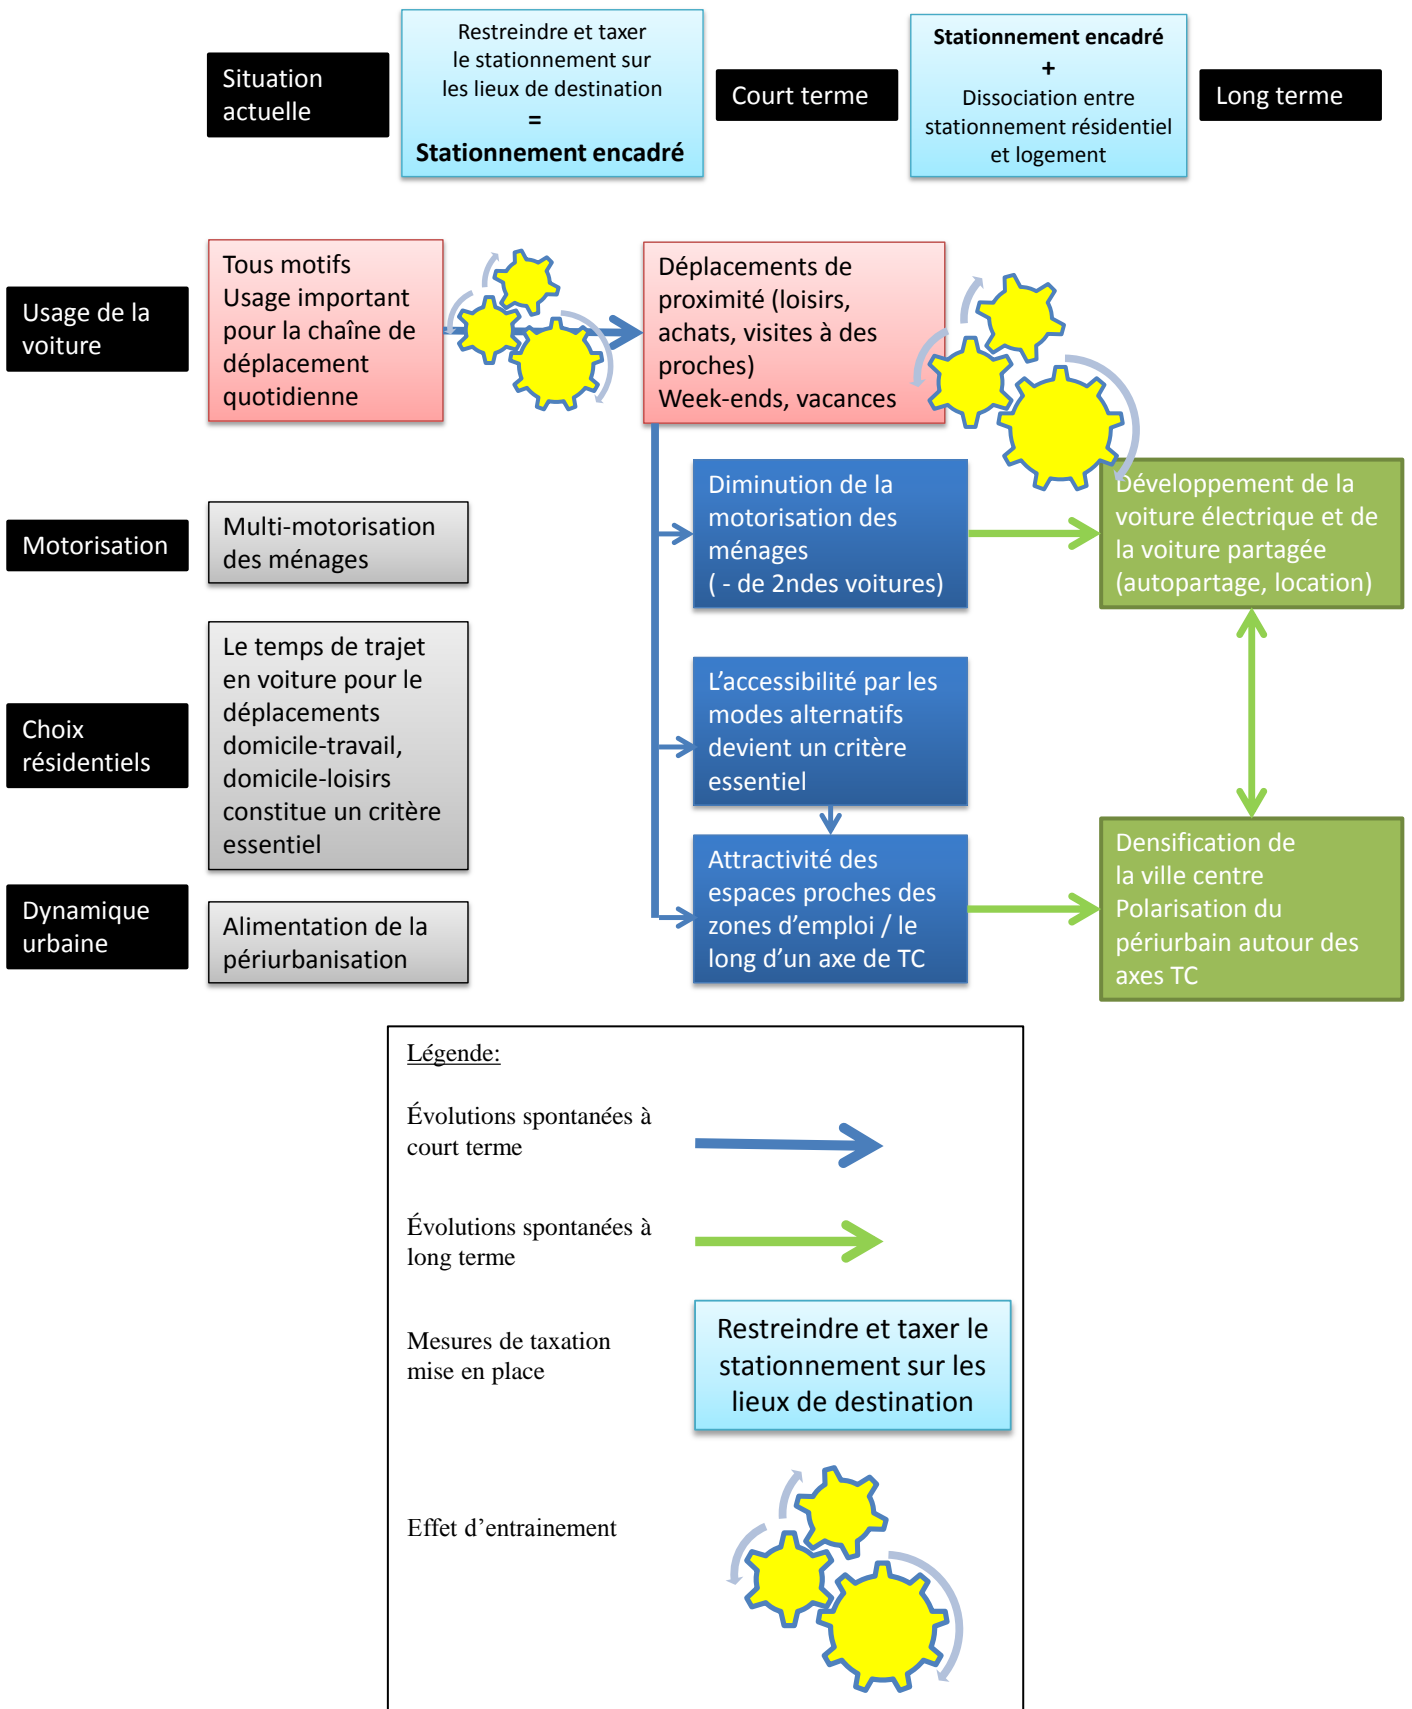 Situation
actuelle
Restreindre et taxer
le stationnement sur
les lieux de destination
=
Stationnement encadré
Court terme
Stationnement encadré
+
Dissociation entre
stationnement résidentiel
et logement
Long terme
Usage de la
voiture
Tous motifs
Usage important
pour la chaîne de
déplacement
quotidienne
Déplacements de
proximité (loisirs,
achats, visites à des
proches)
Week-ends, vacances
Motorisation
Multi-motorisation
des ménages
Diminution de la
motorisation des
ménages
( - de 2ndes voitures)
Développement de la
voiture électrique et de
la voiture partagée
(autopartage, location)
Choix
résidentiels
Le temps de trajet
en voiture pour le
déplacements
domicile-travail,
domicile-loisirs
constitue un critère
essentiel
L’accessibilité par les
modes alternatifs
devient un critère
essentiel
Dynamique
urbaine
Alimentation de la
périurbanisation
Attractivité des
espaces proches des
zones d’emploi / le
long d’un axe de TC
Densification de
la ville centre
Polarisation du
périurbain autour des
axes TC
Légende:
Évolutions spontanées à
court terme
Évolutions spontanées à
long terme
Mesures de taxation
mise en place
Restreindre et taxer le
stationnement sur les
lieux de destination
Effet d’entrainement